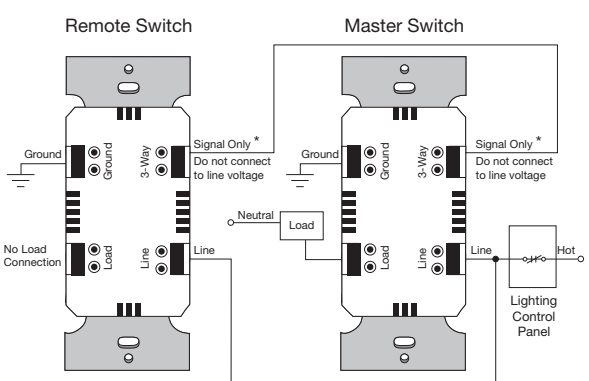 Remote Switch
Master Switch
Ground
Ground
3-Way
Signal Only *
Do not connect
to line voltage
Ground
Ground
3-Way
Signal Only *
Do not connect
to line voltage
No Load
Connection
Load
Line
Line
Neutral
Load
Load
Line
Line
Hot
Lighting
Control
Panel